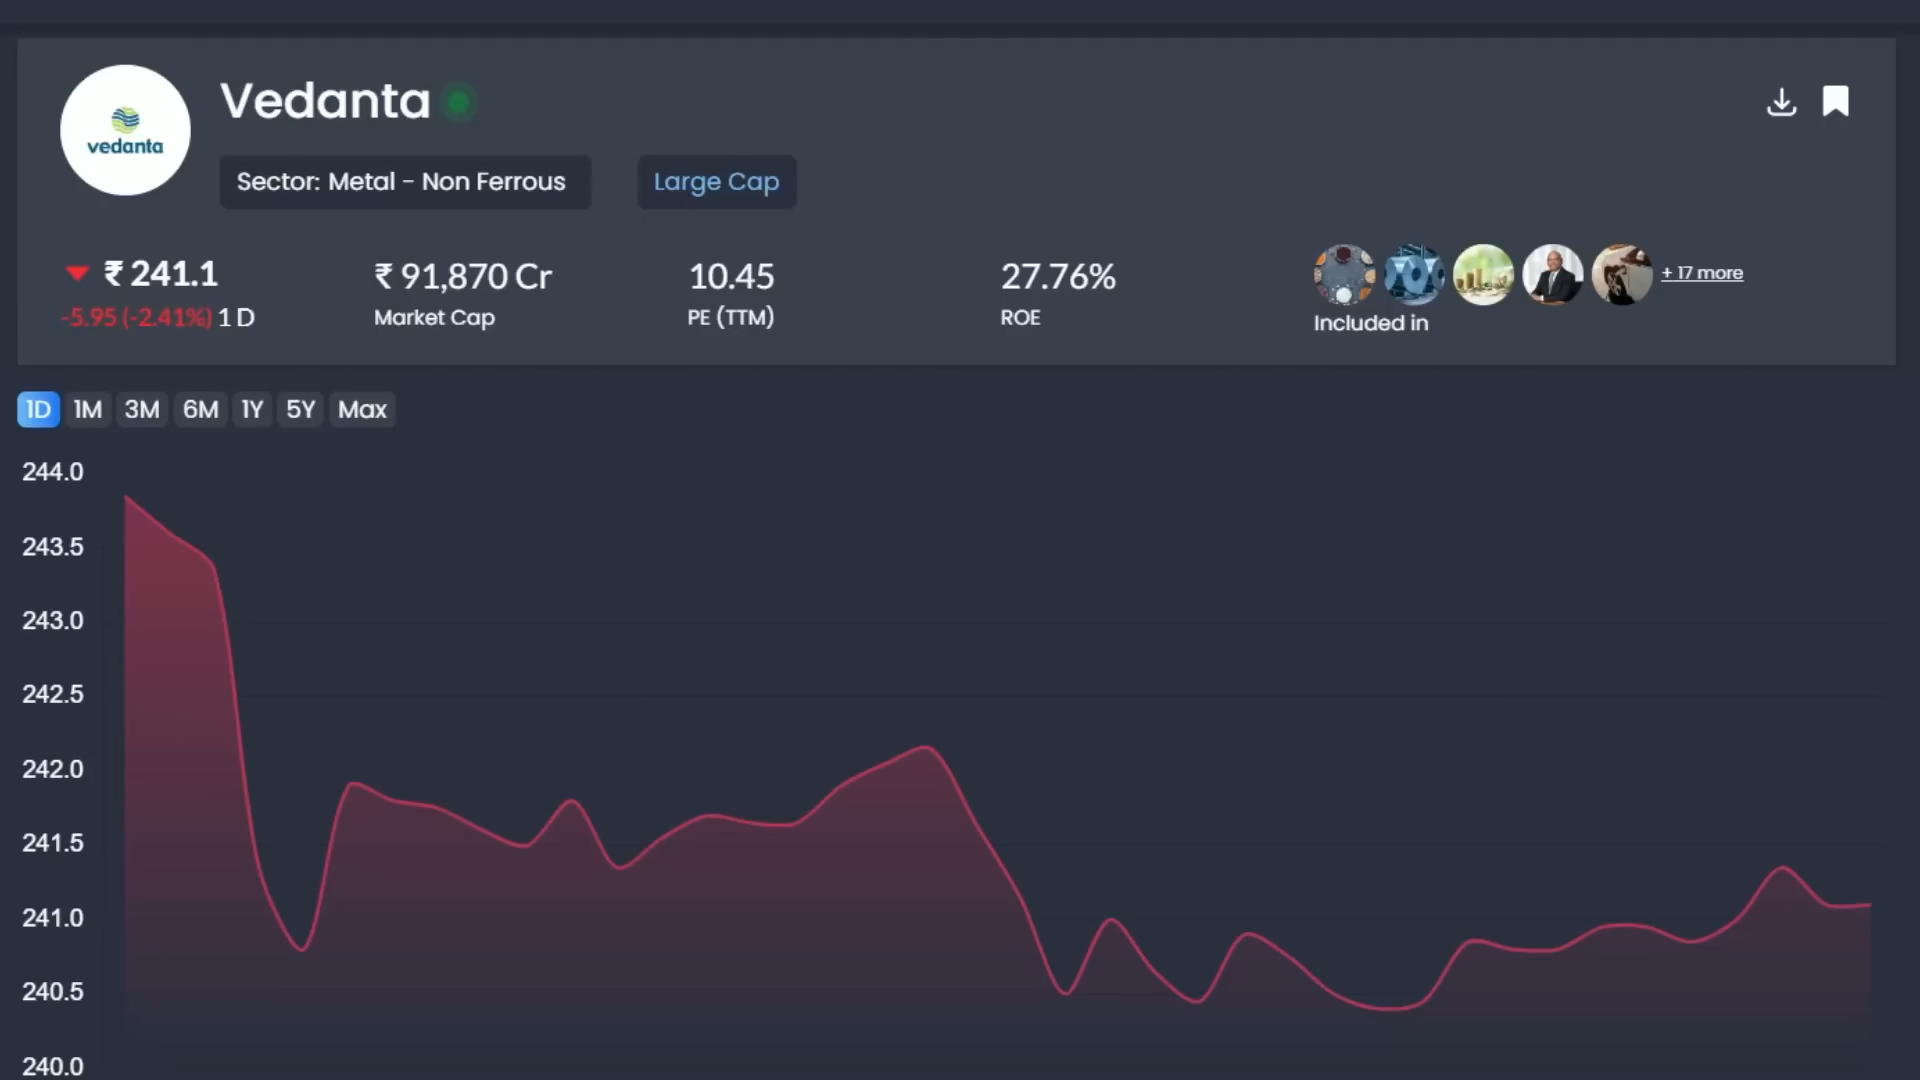 vedanta
Vedanta
Sector: Metal - Non Ferrous
Large Cap
₹ 241.1
-5.95 (-2.41%) 1 D
₹ 91,870 Cr
Market Cap
10.45
PE (TTM)
27.76%
ROE
+ 17 more
Included in
1D 1M 3M 6M 1Y 5Y Max
244.0
243.5
243.0
242.5
242.0
241.5
241.0
240.5
240.0